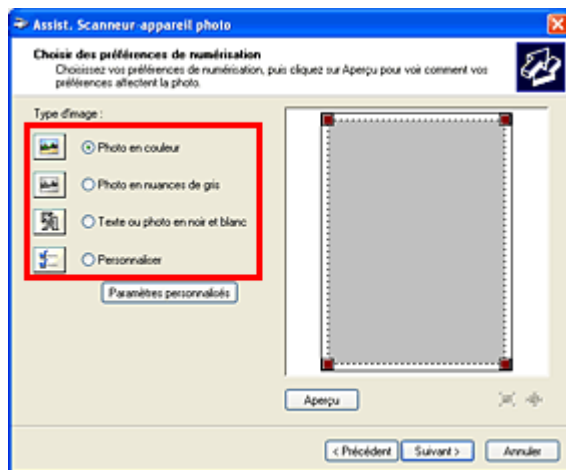 Assist. Scanneur-appareil photo
Choisir des préférences de numérisation
Choisissez vos préférences de numérisation, puis cliquez sur Aperçu pour voir comment vos
préférences affectent la photo.
Type d'image :
Photo en couleur
Photo en nuances de gris
Texte ou photo en noir et blanc
Personnaliser
Paramètres personnalisés
Aperçu
< Précédent
Suivant >
Annuler